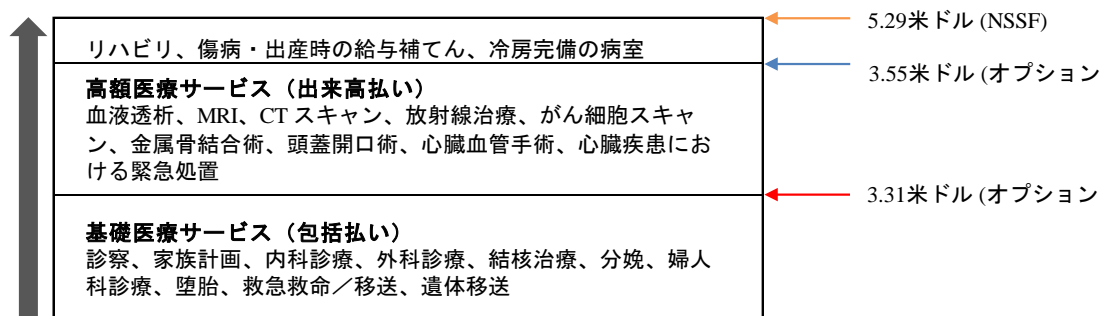 5.29米ドル (NSSF)
リハビリ、傷病・出産時の給与補てん、冷房完備の病室
3.55米ドル (オプション
高額医療サービス（出来高払い）
血液透析、MRI、CT スキャン、放射線治療、がん細胞スキャ
ン、金属骨結合術、頭蓋開口術、心臓血管手術、心臓疾患にお
ける緊急処置
3.31米ドル (オプション
基礎医療サービス（包括払い）
診察、家族計画、内科診療、外科診療、結核治療、分娩、婦人
科診療、堕胎、救急救命／移送、遺体移送